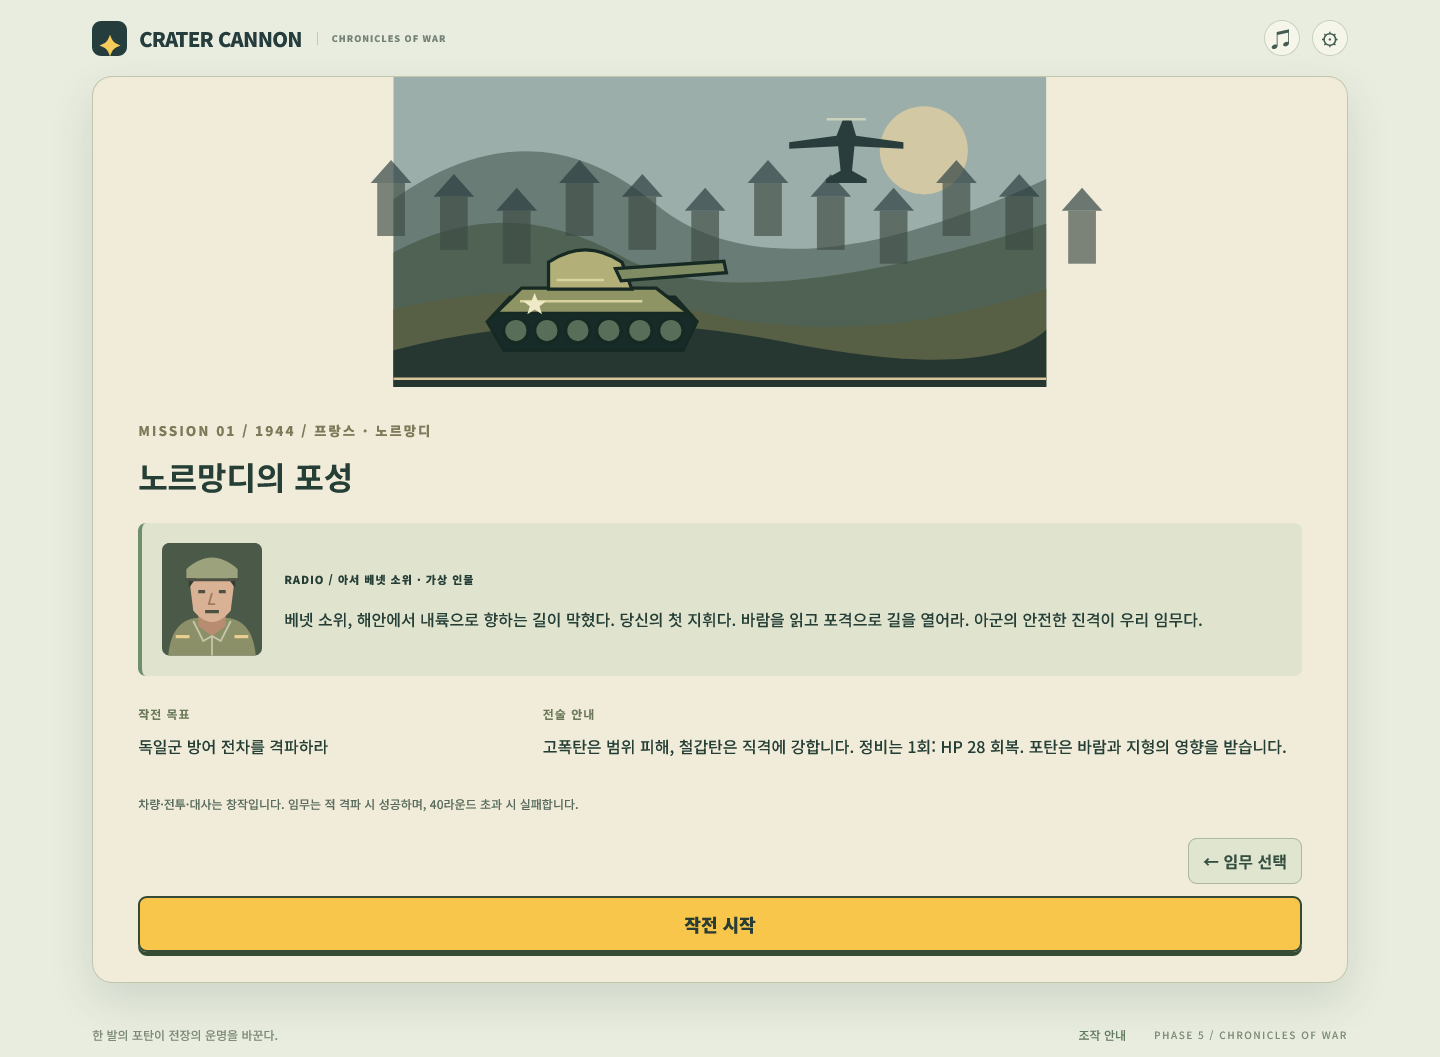 CRATER CANNON
CHRONICLES OF WAR
MISSION 01 / 1944 / 프랑스 · 노르망디
노르망디의 포성
RADIO / 아서 베넷 소위 · 가상 인물
베넷 소위, 해안에서 내륙으로 향하는 길이 막혔다. 당신의 첫 지휘다. 바람을 읽고 포격으로 길을 열어라. 아군의 안전한 진격이 우리 임무다.
작전 목표
독일군 방어 전차를 격파하라
전술 안내
고폭탄은 범위 피해, 철갑탄은 직격에 강합니다. 정비는 1회: HP 28 회복. 포탄은 바람과 지형의 영향을 받습니다.
차량·전투·대사는 창작입니다. 임무는 적 격파 시 성공하며, 40라운드 초과 시 실패합니다.
← 임무 선택
작전 시작
한 발의 포탄이 전장의 운명을 바꾼다.
조작 안내
PHASE 5 / CHRONICLES OF WAR